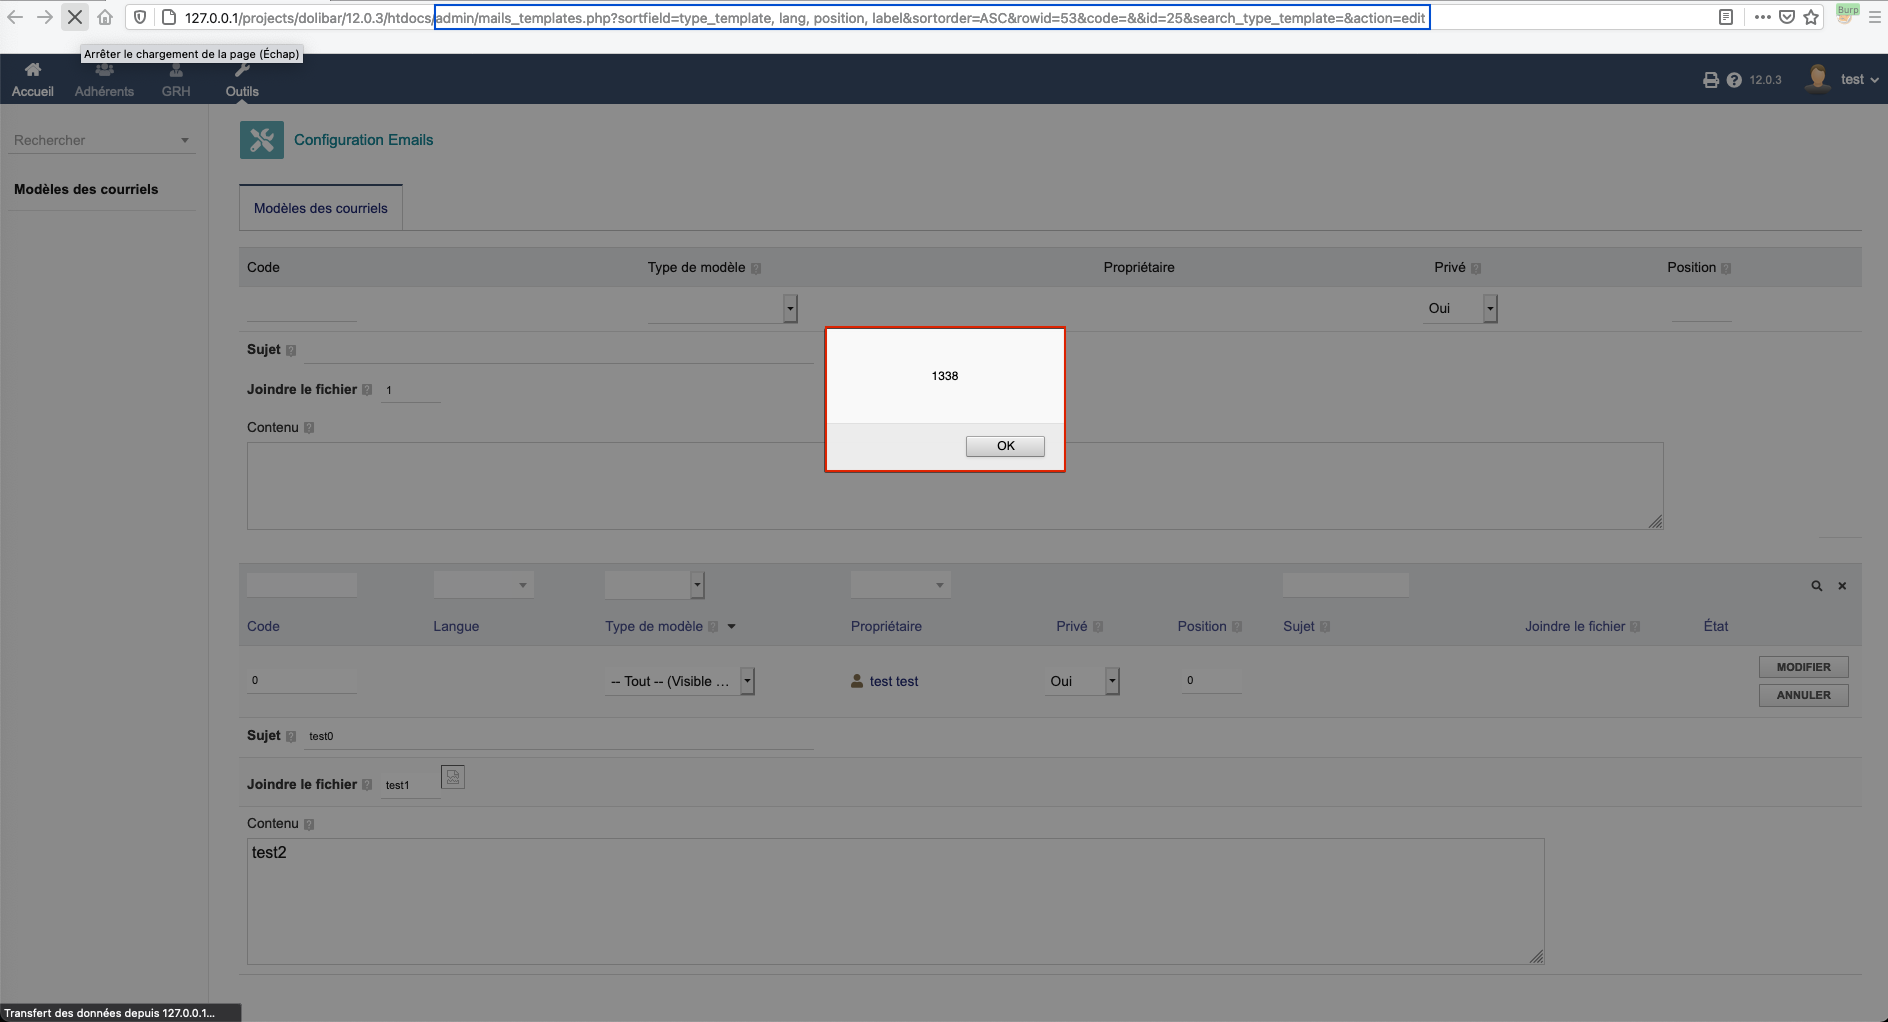 127.0.0.1/projects/dolibar/12.0.3/htdocs/admin/mails_templates.php?sortfield=type_template, lang, position, label&sortorder=ASC&rowid=53&code=&&id=25&search_type_template=&action=edit
Burp
Arrêter le chargement de la page (Échap)
Accueil Adhérents GRH Outils
12.0.3 test
Rechercher
Modèles des courriels
Configuration Emails
Modèles des courriels
Code Type de modèle ? Propriétaire Privé ? Position ?
Oui
Sujet ?
Joindre le fichier ? 1
Contenu ?
1338
OK
Code Langue Type de modèle ? Propriétaire Privé ? Position ? Sujet ? Joindre le fichier ? État
0 -- Tout -- (Visible ... test test Oui 0
MODIFIER
ANNULER
Sujet ? test0
Joindre le fichier ? test1
Contenu ?
test2
Transfert des données depuis 127.0.0.1...